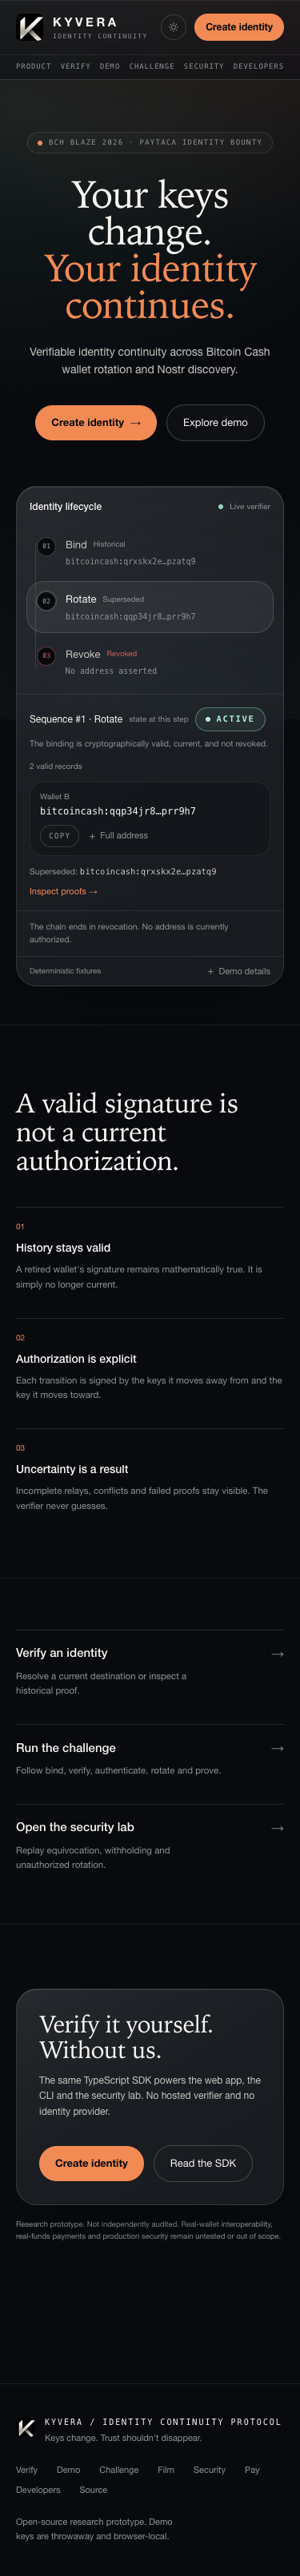 KYVERA
IDENTITY CONTINUITY
Create identity
PRODUCT VERIFY DEMO CHALLENGE SECURITY DEVELOPERS
BCH BLAZE 2026 · PAYTACA IDENTITY BOUNTY
Your keys
change.
Your identity
continues.
Verifiable identity continuity across Bitcoin Cash
wallet rotation and Nostr discovery.
Create identity →
Explore demo
Identity lifecycle
Live verifier
01
Bind Historical
bitcoincash:qrxskx2e…pzatq9
02
Rotate Superseded
bitcoincash:qqp34jr8…prr9h7
03
Revoke Revoked
No address asserted
Sequence #1 · Rotate state at this step
ACTIVE
The binding is cryptographically valid, current, and not revoked.
2 valid records
Wallet B
bitcoincash:qqp34jr8…prr9h7
COPY
+ Full address
Superseded: bitcoincash:qrxskx2e…pzatq9
Inspect proofs →
The chain ends in revocation. No address is currently
authorized.
Deterministic fixtures
+ Demo details
A valid signature is
not a current
authorization.
01
History stays valid
A retired wallet's signature remains mathematically true. It is
simply no longer current.
02
Authorization is explicit
Each transition is signed by the keys it moves away from and the
key it moves toward.
03
Uncertainty is a result
Incomplete relays, conflicts and failed proofs stay visible. The
verifier never guesses.
Verify an identity →
Resolve a current destination or inspect a
historical proof.
Run the challenge →
Follow bind, verify, authenticate, rotate and prove.
Open the security lab →
Replay equivocation, withholding and
unauthorized rotation.
Verify it yourself.
Without us.
The same TypeScript SDK powers the web app, the
CLI and the security lab. No hosted verifier and no
identity provider.
Create identity
Read the SDK
Research prototype. Not independently audited. Real-wallet interoperability,
real-funds payments and production security remain untested or out of scope.
KYVERA / IDENTITY CONTINUITY PROTOCOL
Keys change. Trust shouldn't disappear.
Verify Demo Challenge Film Security Pay
Developers Source
Open-source research prototype. Demo
keys are throwaway and browser-local.